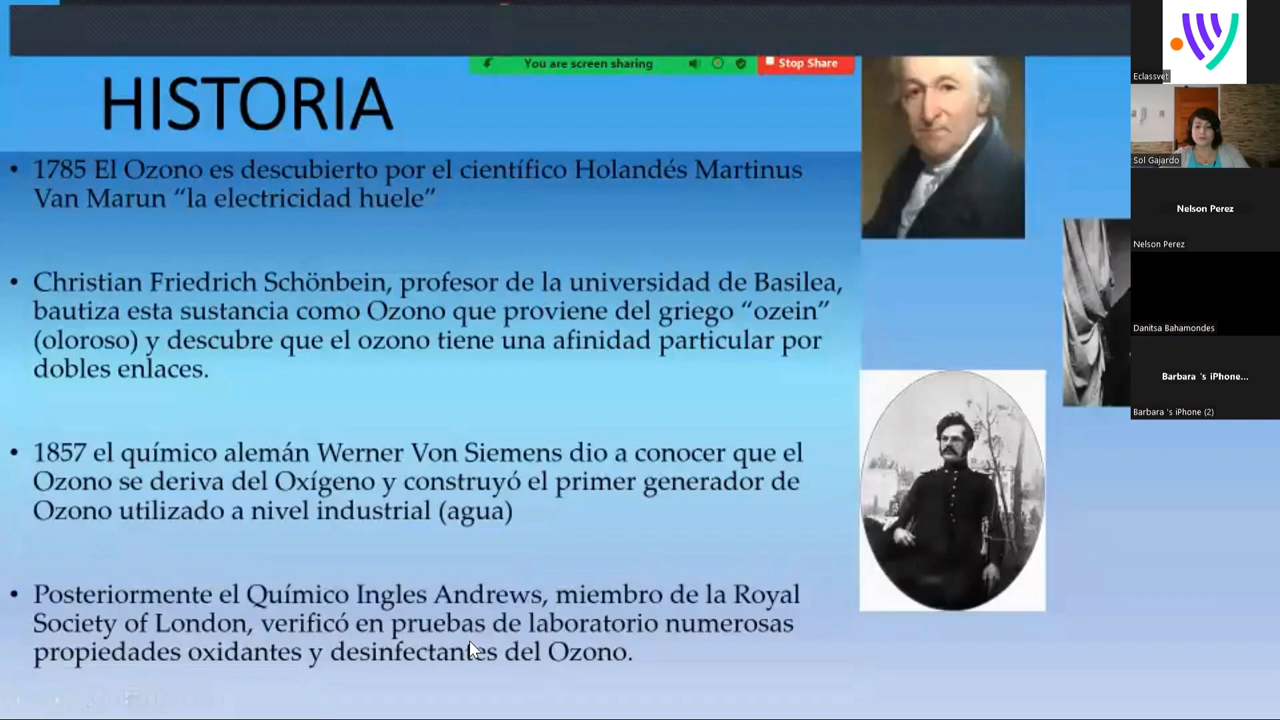 You are screen sharing
Stop Share
HISTORIA
• 1785 El Ozono es descubierto por el científico Holandés Martinus
Van Marun “la electricidad huele”
• Christian Friedrich Schönbein, profesor de la universidad de Basilea,
bautiza esta sustancia como Ozono que proviene del griego “ozein”
(oloroso) y descubre que el ozono tiene una afinidad particular por
dobles enlaces.
• 1857 el químico alemán Werner Von Siemens dio a conocer que el
Ozono se deriva del Oxígeno y construyó el primer generador de
Ozono utilizado a nivel industrial (agua)
• Posteriormente el Químico Ingles Andrews, miembro de la Royal
Society of London, verificó en pruebas de laboratorio numerosas
propiedades oxidantes y desinfectantes del Ozono.
Eclassvet
Sol Gajardo
Nelson Perez
Nelson Perez
Danitsa Bahamondes
Barbara 's iPhone...
Barbara 's iPhone (2)